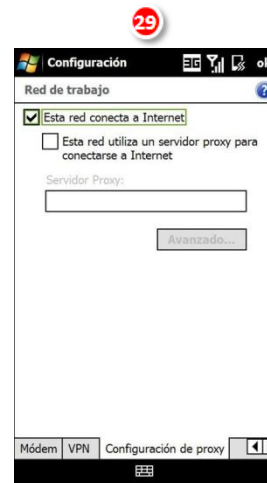 29
Configuración
3G
ok
Red de trabajo
?
Esta red conecta a Internet
Esta red utiliza un servidor proxy para
conectarse a Internet
Servidor Proxy:
Avanzado...
Módem VPN Configuración de proxy